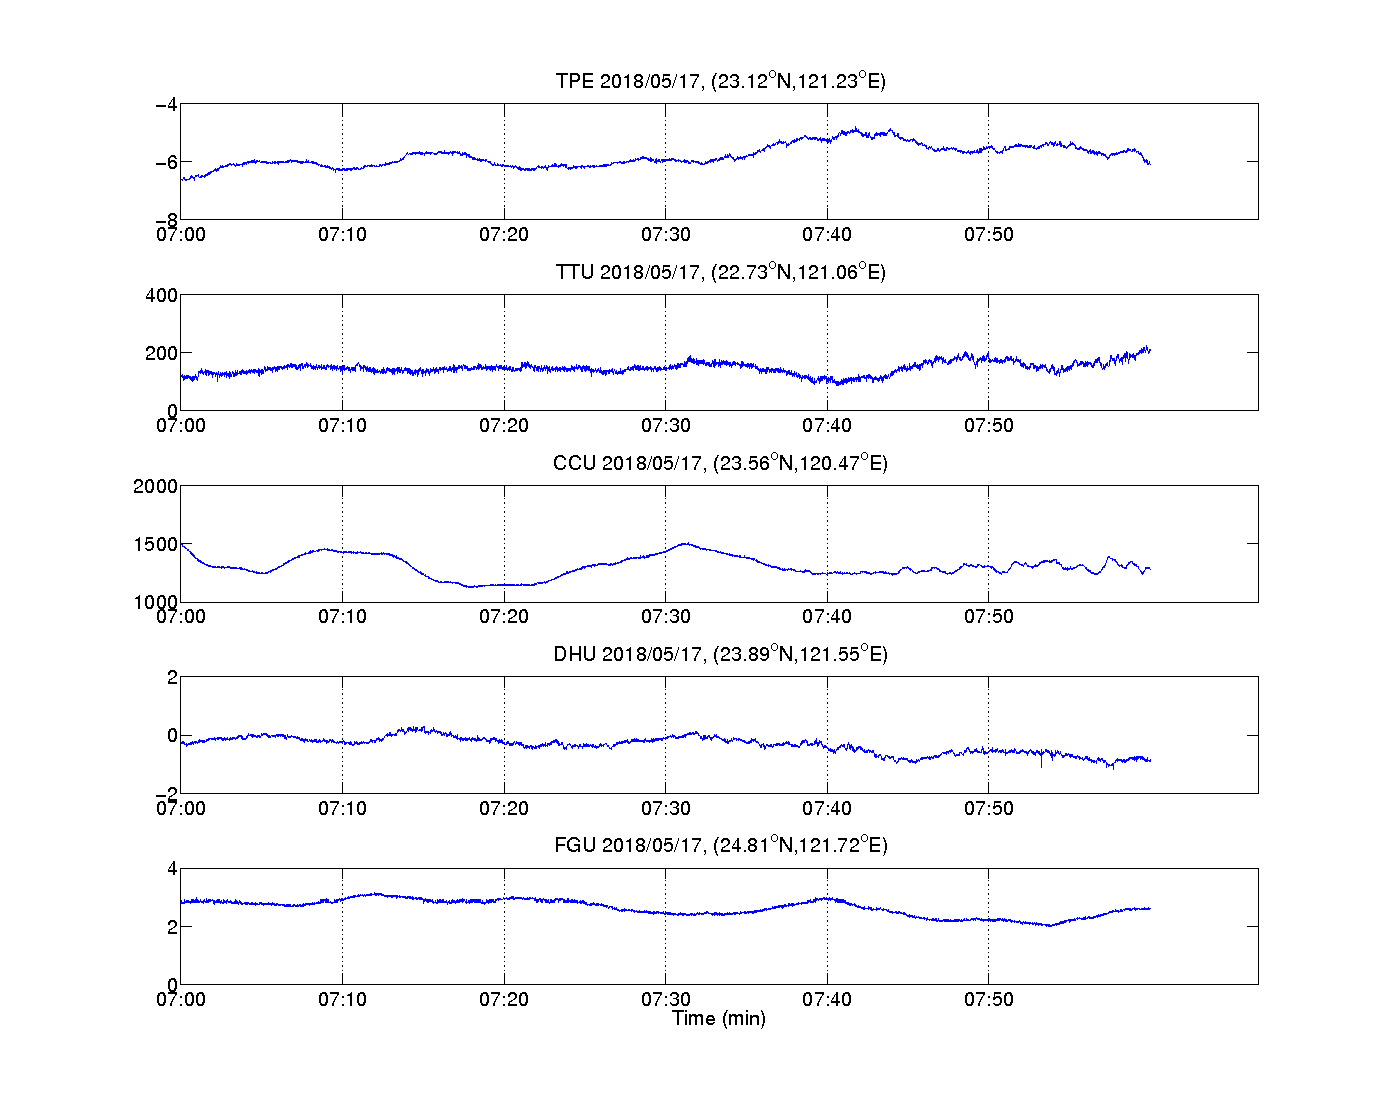 TPE 2018/05/17, (23.12°N,121.23°E)
−4
−6
−8
07:00 07:10 07:20 07:30 07:40 07:50
TTU 2018/05/17, (22.73°N,121.06°E)
400
200
0
07:00 07:10 07:20 07:30 07:40 07:50
CCU 2018/05/17, (23.56°N,120.47°E)
2000
1500
1000
07:00 07:10 07:20 07:30 07:40 07:50
DHU 2018/05/17, (23.89°N,121.55°E)
2
0
−2
07:00 07:10 07:20 07:30 07:40 07:50
FGU 2018/05/17, (24.81°N,121.72°E)
4
2
0
07:00 07:10 07:20 07:30 07:40 07:50
Time (min)